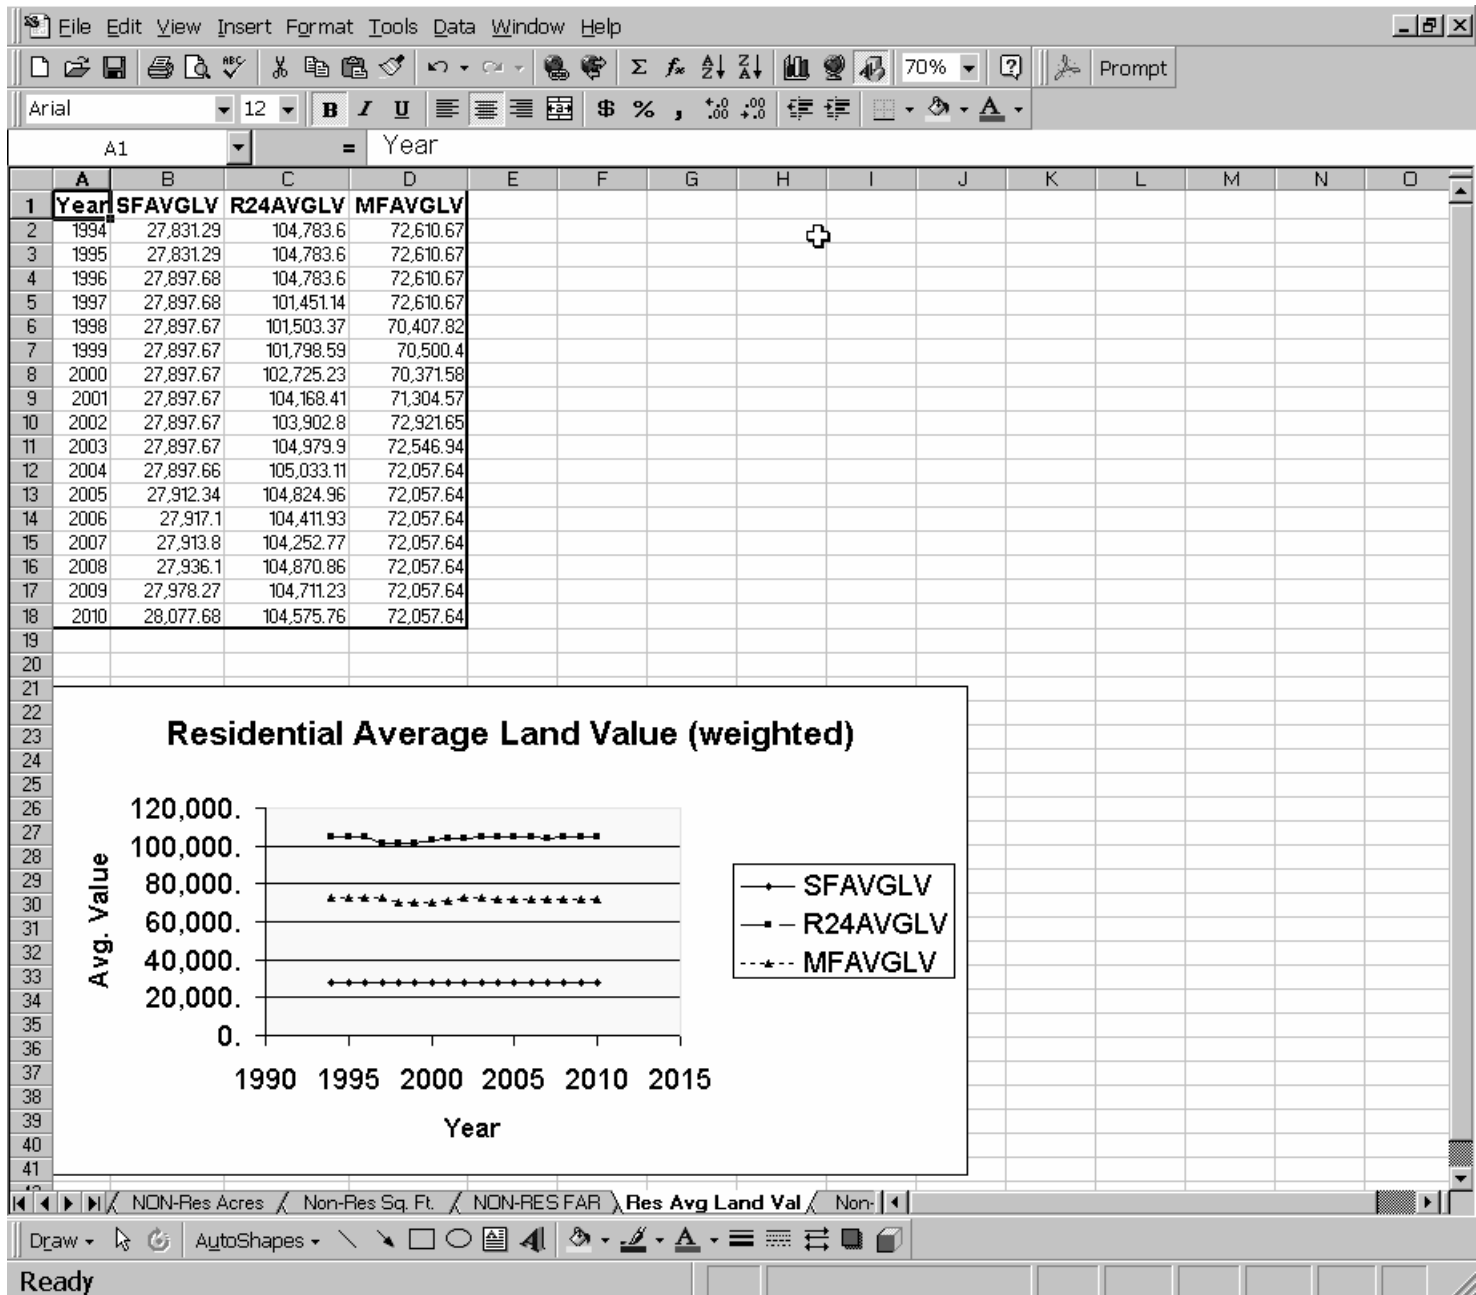 File Edit View Insert Format Tools Data Window Help
ABC Σ fx A Z Z A 70% ? Prompt
Arial 12 B I U $ % , A
A1 = Year
A B C D E F G H I J K L M N O
1 Year SFAVGLV R24AVGLV MFAVGLV
2 1994 27,831.29 104,783.6 72,610.67
3 1995 27,831.29 104,783.6 72,610.67
4 1996 27,897.68 104,783.6 72,610.67
5 1997 27,897.68 101,451.14 72,610.67
6 1998 27,897.67 101,503.37 70,407.82
7 1999 27,897.67 101,798.59 70,500.4
8 2000 27,897.67 102,725.23 70,371.58
9 2001 27,897.67 104,168.41 71,304.57
10 2002 27,897.67 103,902.8 72,921.65
11 2003 27,897.67 104,979.9 72,546.94
12 2004 27,897.66 105,033.11 72,057.64
13 2005 27,912.34 104,824.96 72,057.64
14 2006 27,917.1 104,411.93 72,057.64
15 2007 27,913.8 104,252.77 72,057.64
16 2008 27,936.1 104,870.86 72,057.64
17 2009 27,978.27 104,711.23 72,057.64
18 2010 28,077.68 104,575.76 72,057.64
19
20
21
22
23
24
25
26
27
28
29
30
31
32
33
34
35
36
37
38
39
40
41
Residential Average Land Value (weighted)
120,000.
100,000.
80,000.
60,000.
40,000.
20,000.
0.
Avg. Value
1990 1995 2000 2005 2010 2015
Year
SFAVGLV
R24AVGLV
MFAVGLV
NON-Res Acres Non-Res Sq. Ft. NON-RES FAR Res Avg Land Val Non-
Draw AutoShapes A A
Ready